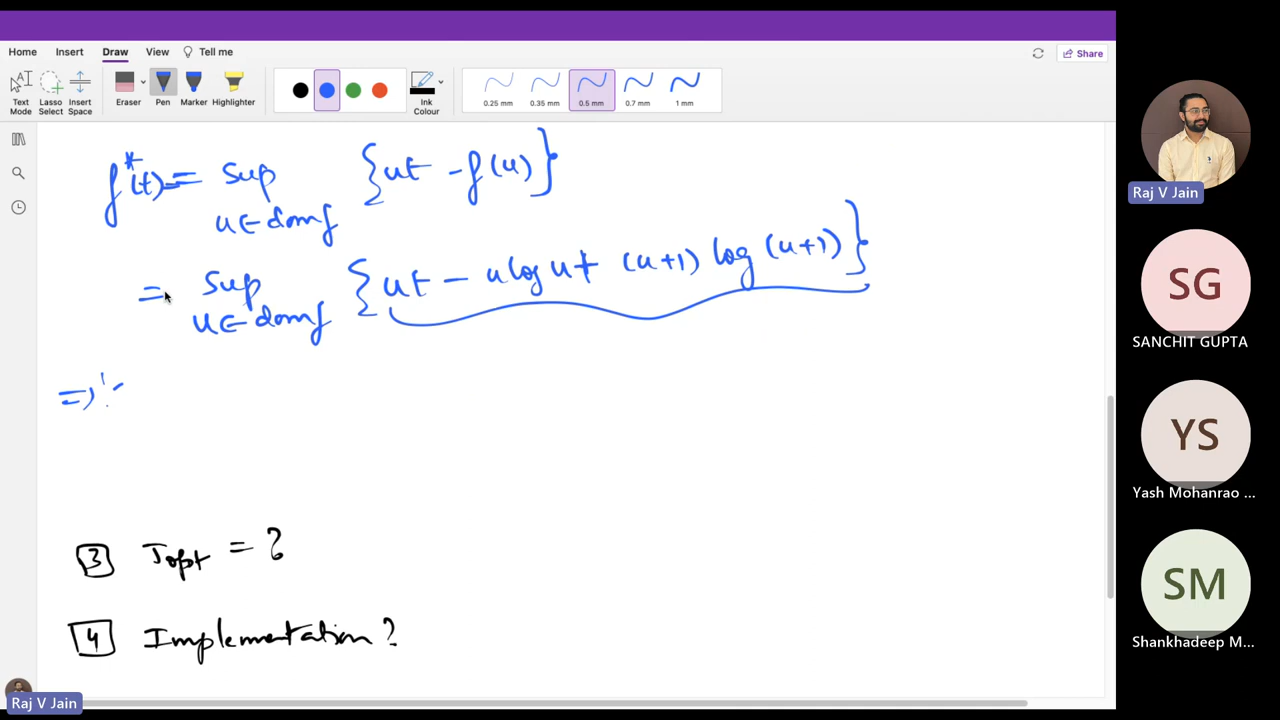 Home Insert Draw View Tell me
Share
Text Mode
Lasso Select
Insert Space
Eraser
Pen
Marker
Highlighter
Ink Colour
0.25 mm
0.35 mm
0.5 mm
0.7 mm
1 mm
f*(t) = sup {ut - f(u)}
u∈domf
= sup {ut - u log u + (u+1) log (u+1)}
u∈domf
=>
3 Jopt = ?
4 Implementation?
Raj V Jain
Raj V Jain
SG
SANCHIT GUPTA
YS
Yash Mohanrao ...
SM
Shankhadeep M...